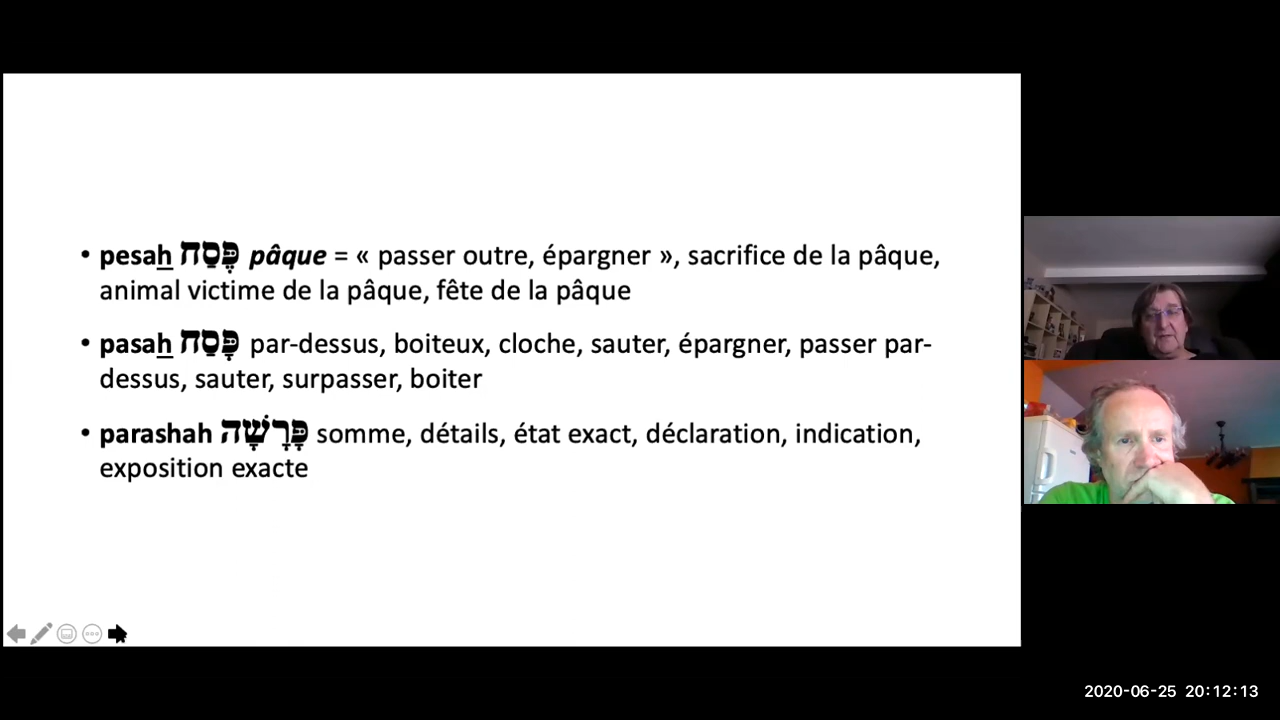 • pesaẖ פֶּסַח pâque = « passer outre, épargner », sacrifice de la pâque,
animal victime de la pâque, fête de la pâque
• pasaẖ פָּסַח par-dessus, boiteux, cloche, sauter, épargner, passer par-
dessus, sauter, surpasser, boiter
• parashah פָּרָשָׁה somme, détails, état exact, déclaration, indication,
exposition exacte
2020-06-25 20:12:13